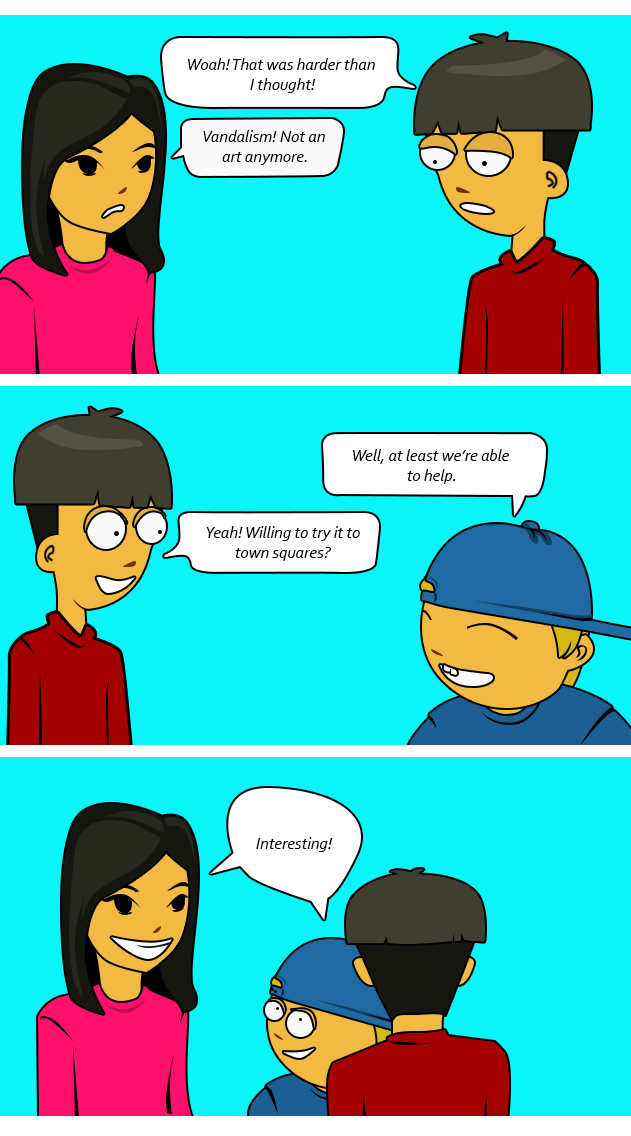 Woah! That was harder than
I thought!
Vandalism! Not an
art anymore.
Well, at least we're able
to help.
Yeah! Willing to try it to
town squares?
Interesting!